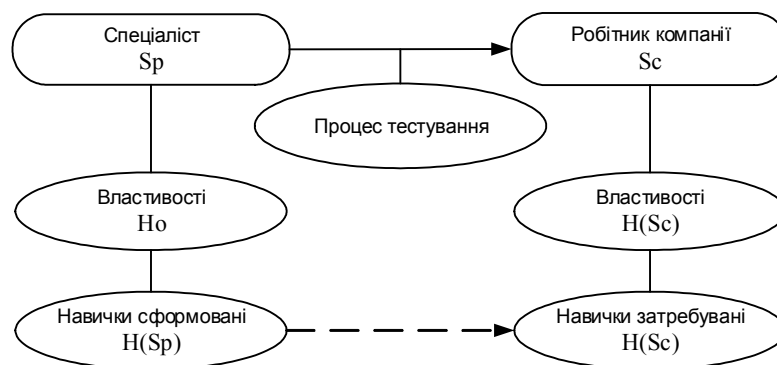 Спеціаліст
Sp
Робітник компанії
Sc
Процес тестування
Властивості
Ho
Властивості
H(Sc)
Навички сформовані
H(Sp)
Навички затребувані
H(Sc)